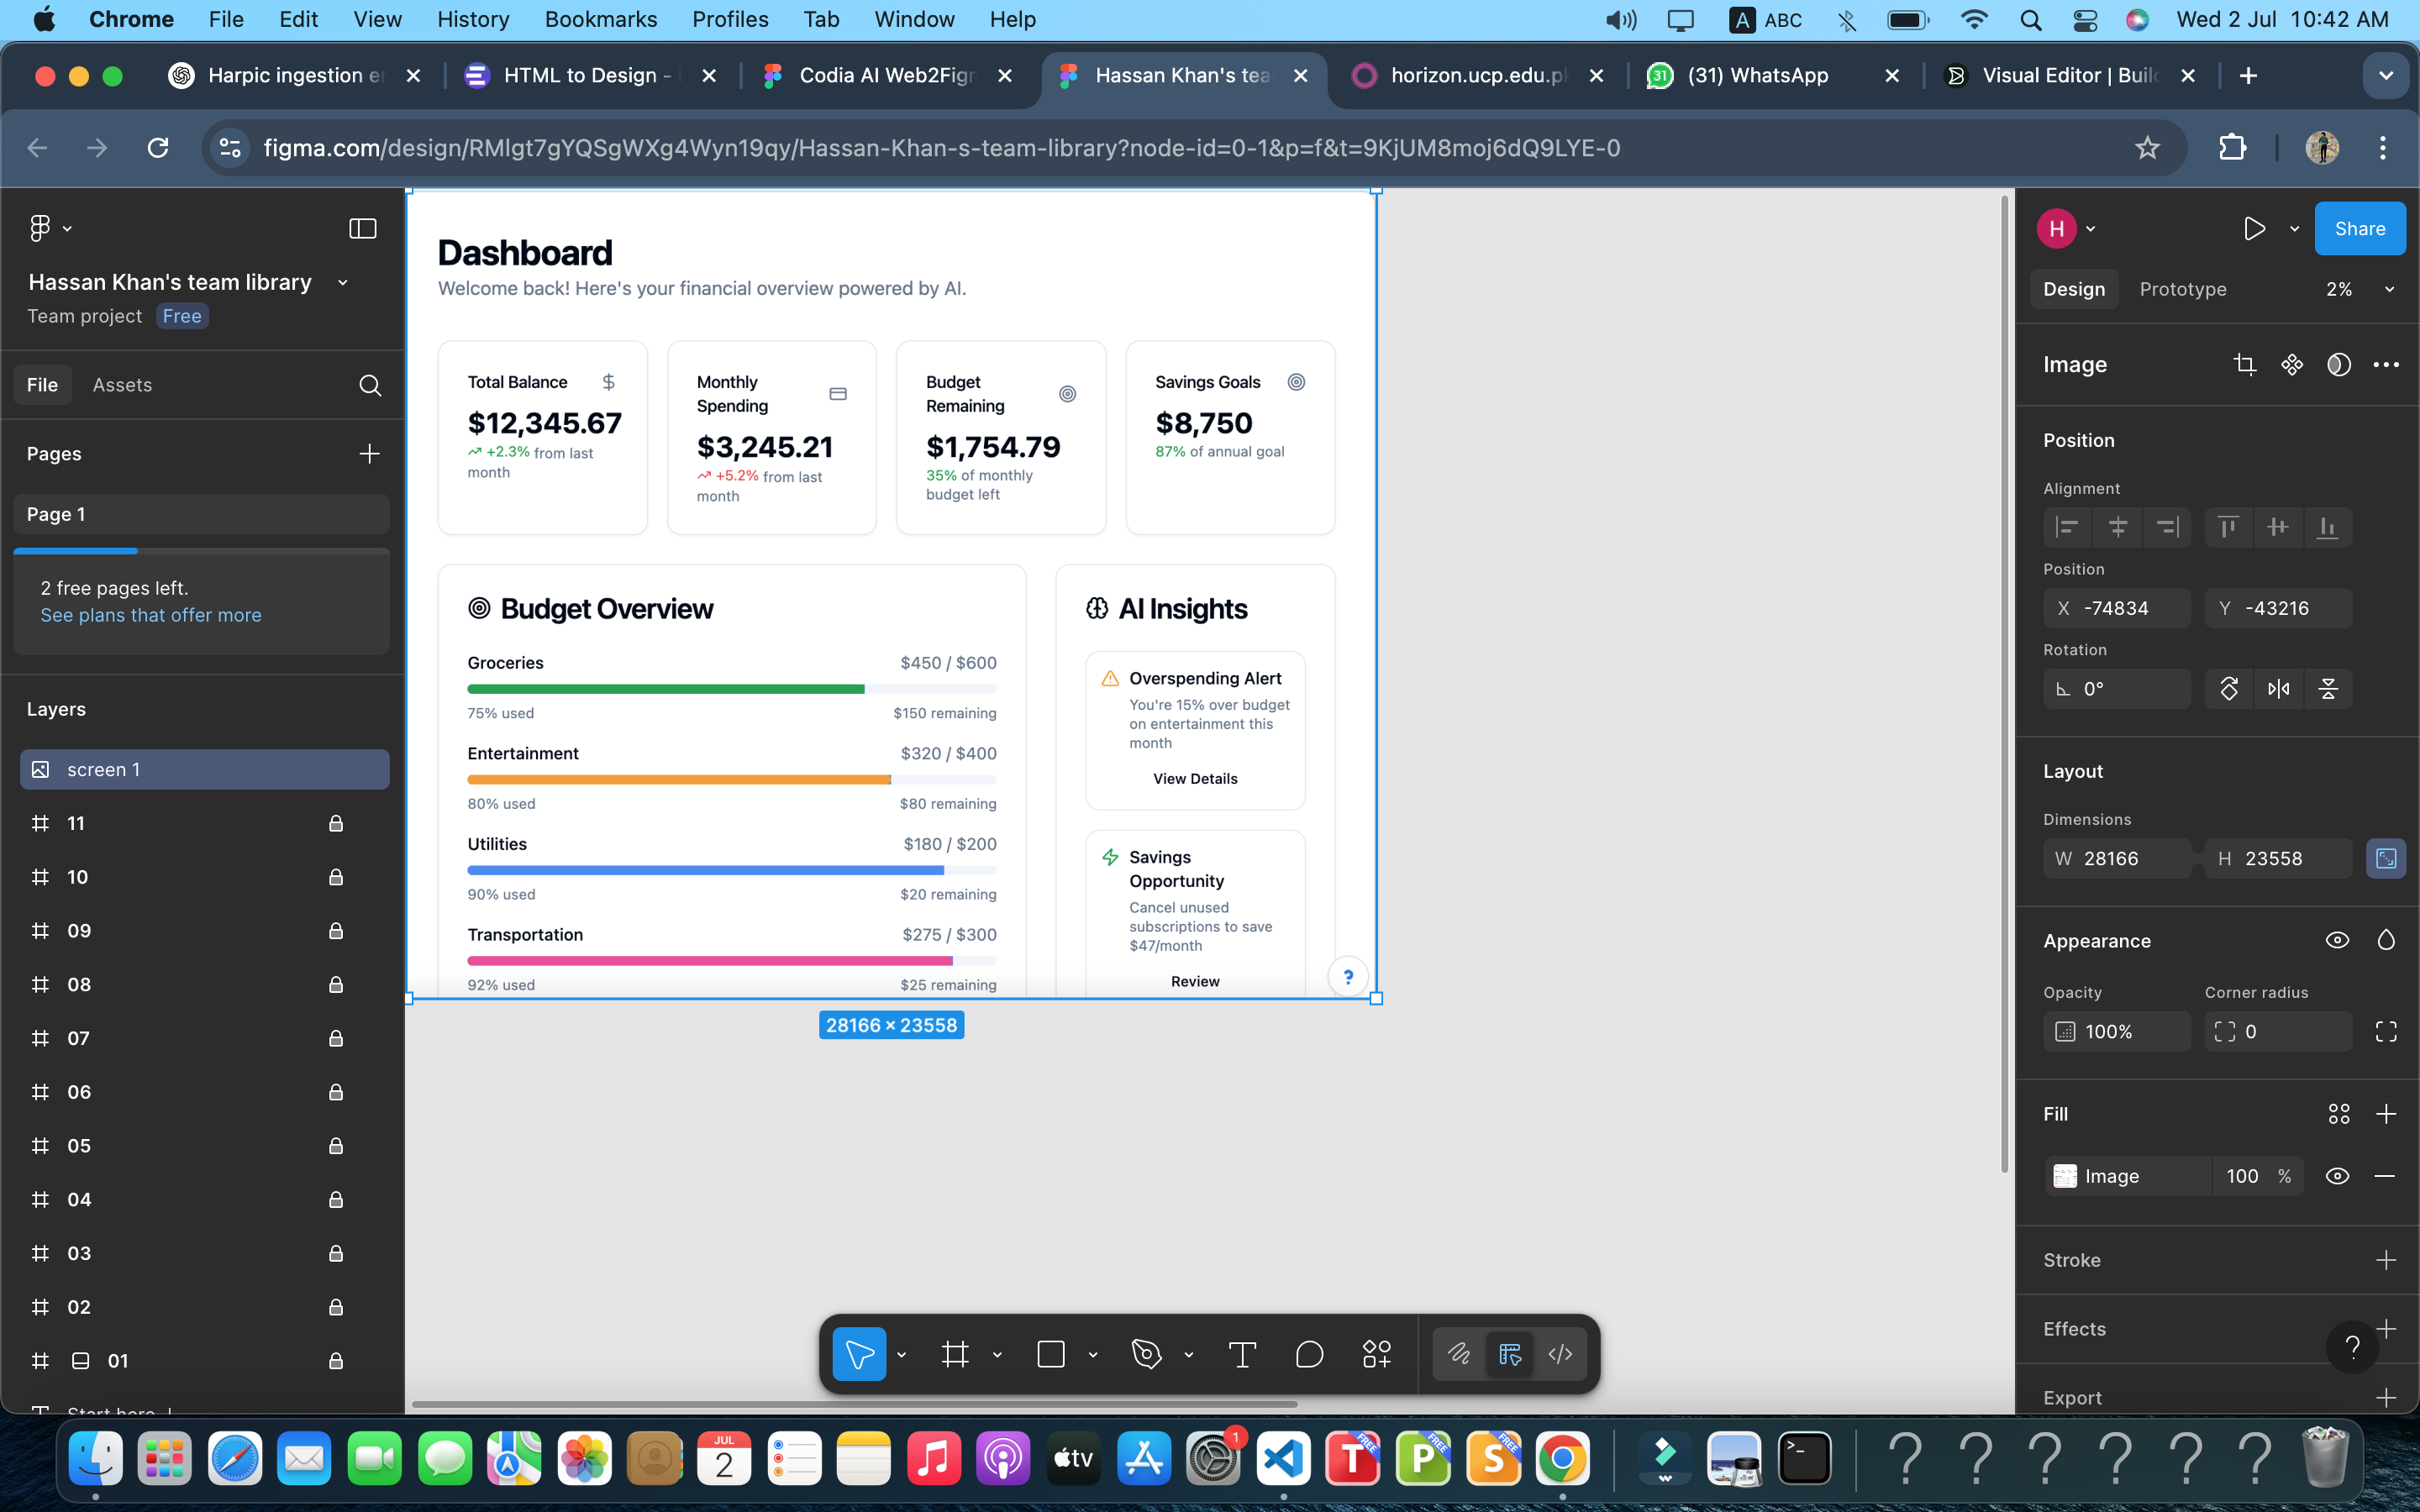 Chrome File Edit View History Bookmarks Profiles Tab Window Help
A ABC Wed 2 Jul 10:42 AM
Harpic ingestion
HTML to Design -
Codia AI Web2Fig
Hassan Khan's tea
horizon.ucp.edu.p
31 (31) WhatsApp
Visual Editor | Buil
figma.com/design/RMlgt7gYQSgWXg4Wyn19qy/Hassan-Khan-s-team-library?node-id=0-1&p=f&t=9KjUM8moj6dQ9LYE-0
Hassan Khan's team library
Team project Free
File Assets
Pages
Page 1
2 free pages left.
See plans that offer more
Layers
screen 1
11
10
09
08
07
06
05
04
03
02
01
Dashboard
Welcome back! Here's your financial overview powered by AI.
Total Balance $
$12,345.67
+2.3% from last
month
Monthly
Spending
$3,245.21
+5.2% from last
month
Budget
Remaining
$1,754.79
35% of monthly
budget left
Savings Goals
$8,750
87% of annual goal
Budget Overview
Groceries $450 / $600
75% used $150 remaining
Entertainment $320 / $400
80% used $80 remaining
Utilities $180 / $200
90% used $20 remaining
Transportation $275 / $300
92% used $25 remaining
AI Insights
Overspending Alert
You're 15% over budget
on entertainment this
month
View Details
Savings
Opportunity
Cancel unused
subscriptions to save
$47/month
Review
?
28166 × 23558
H Share
Design Prototype 2%
Image
Position
Alignment
Position
X -74834 Y -43216
Rotation
0°
Layout
Dimensions
W 28166 H 23558
Appearance
Opacity Corner radius
100% 0
Fill
Image 100 %
Stroke
Effects
?
Export
JUL
2
tv
1
T FREE
P FREE
S FREE
? ? ? ? ? ?